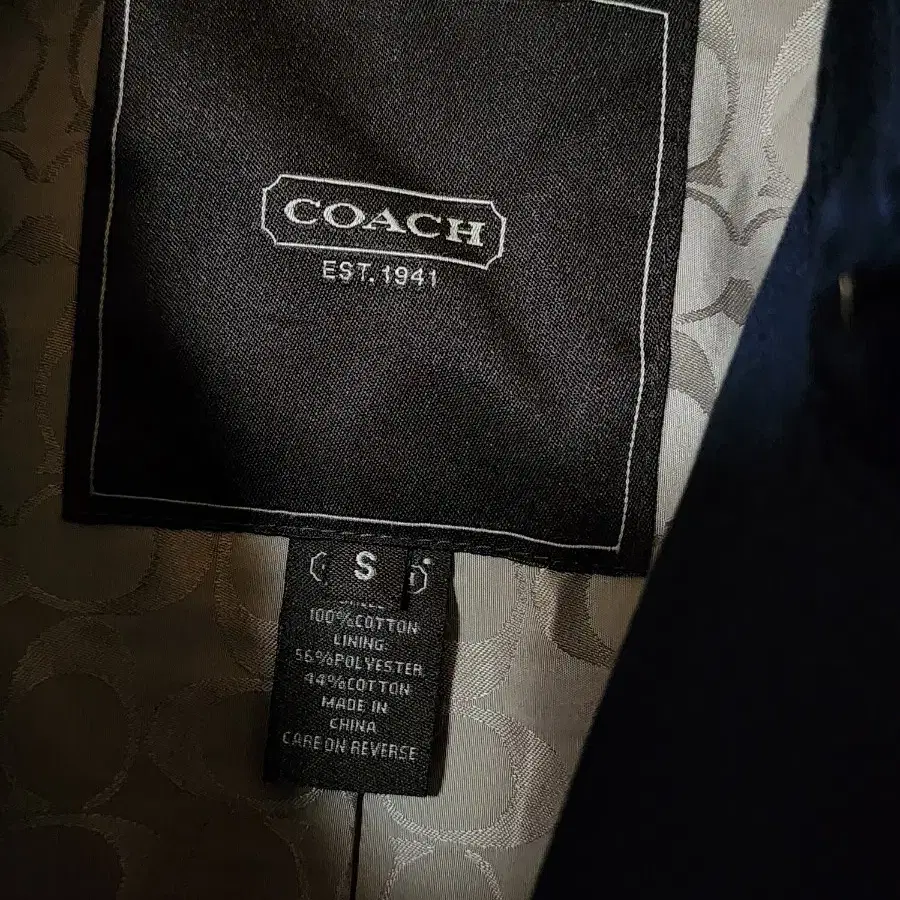 COACH
EST. 1941
S
100%COTTON
LINING:
56%POLYESTER
44%COTTON
MADE IN
CHINA
CARE ON REVERSE